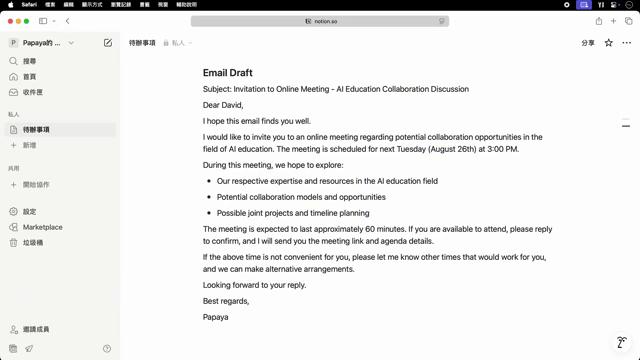 Safari 檔案 編輯 顯示方式 瀏覽記錄 書籤 視窗 輔助說明
notion.so
P Papaya的 ...
待辦事項 私人
分享
搜尋
首頁
收件匣
私人
待辦事項
新增
共用
開始協作
設定
Marketplace
垃圾桶
邀請成員
Email Draft
Subject: Invitation to Online Meeting - AI Education Collaboration Discussion
Dear David,
I hope this email finds you well.
I would like to invite you to an online meeting regarding potential collaboration opportunities in the
field of AI education. The meeting is scheduled for next Tuesday (August 26th) at 3:00 PM.
During this meeting, we hope to explore:
• Our respective expertise and resources in the AI education field
• Potential collaboration models and opportunities
• Possible joint projects and timeline planning
The meeting is expected to last approximately 60 minutes. If you are available to attend, please reply
to confirm, and I will send you the meeting link and agenda details.
If the above time is not convenient for you, please let me know other times that would work for you,
and we can make alternative arrangements.
Looking forward to your reply.
Best regards,
Papaya